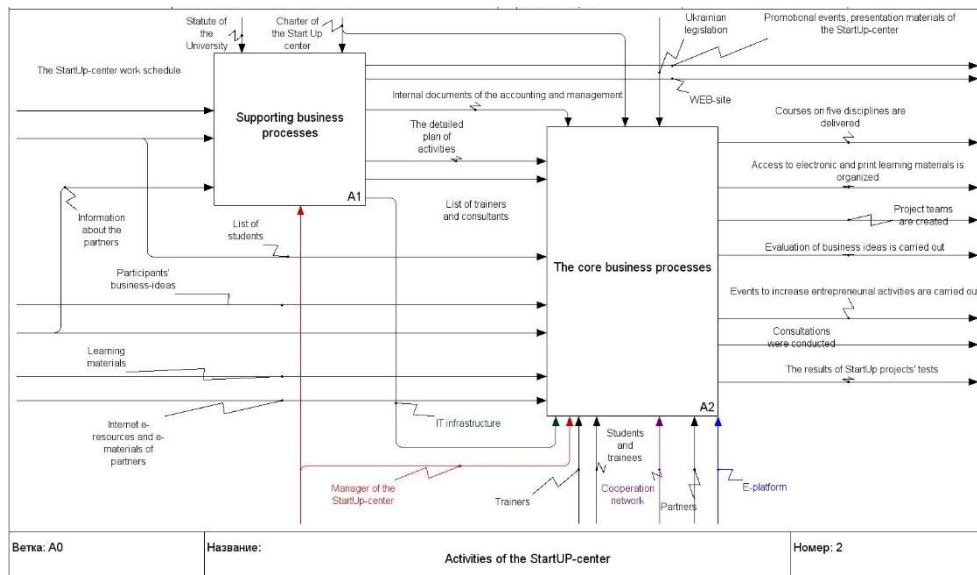 Statute of
the
University
Charter of
the Start Up
center
Ukrainian
legislation
Promotional events, presentation materials of
the StartUp-center
The StartUp-center work schedule
WEB-site
Supporting business
processes
A1
Internal documents of the accounting and management
The detailed
plan of
activities
List of trainers
and consultants
Courses on five disciplines are
delivered
Access to electronic and print learning materials is
organized
Project teams
are created
Evaluation of business ideas is carried out
Events to increase entrepreneurial activities are carried out
Consultations
were conducted
The results of StartUp projects' tests
The core business processes
A2
Information
about the
partners
List of
students
Participants'
business-ideas
Learning
materials
Internet e-
resources and e-
materials of
partners
IT infrastructure
Manager of the
StartUp-center
Trainers
Students
and
trainees
Cooperation
network
Partners
E-platform
Ветка: A0
Название:
Activities of the StartUP-center
Номер: 2